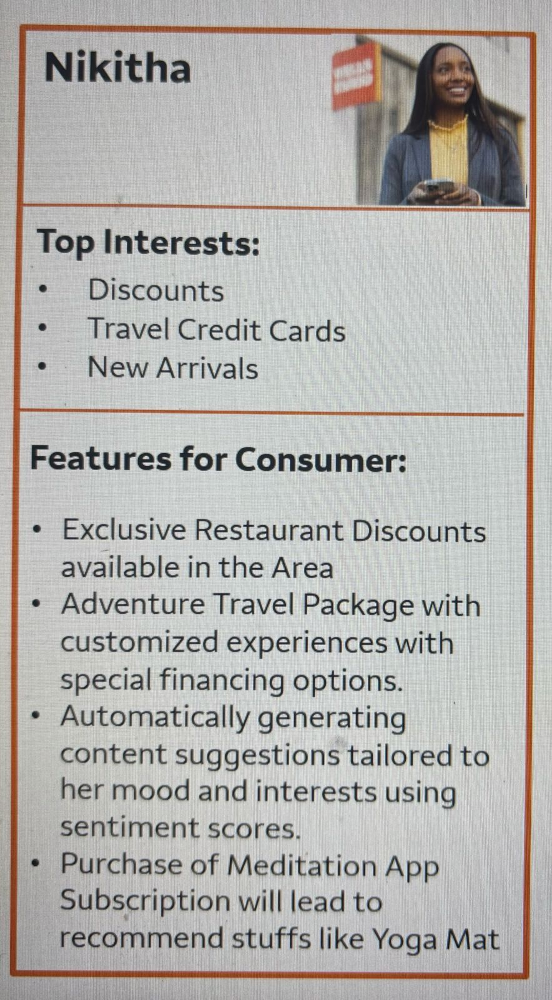 Nikitha
WELLS
FARGO
Top Interests:
• Discounts
• Travel Credit Cards
• New Arrivals
Features for Consumer:
• Exclusive Restaurant Discounts
available in the Area
• Adventure Travel Package with
customized experiences with
special financing options.
• Automatically generating
content suggestions tailored to
her mood and interests using
sentiment scores.
• Purchase of Meditation App
Subscription will lead to
recommend stuffs like Yoga Mat